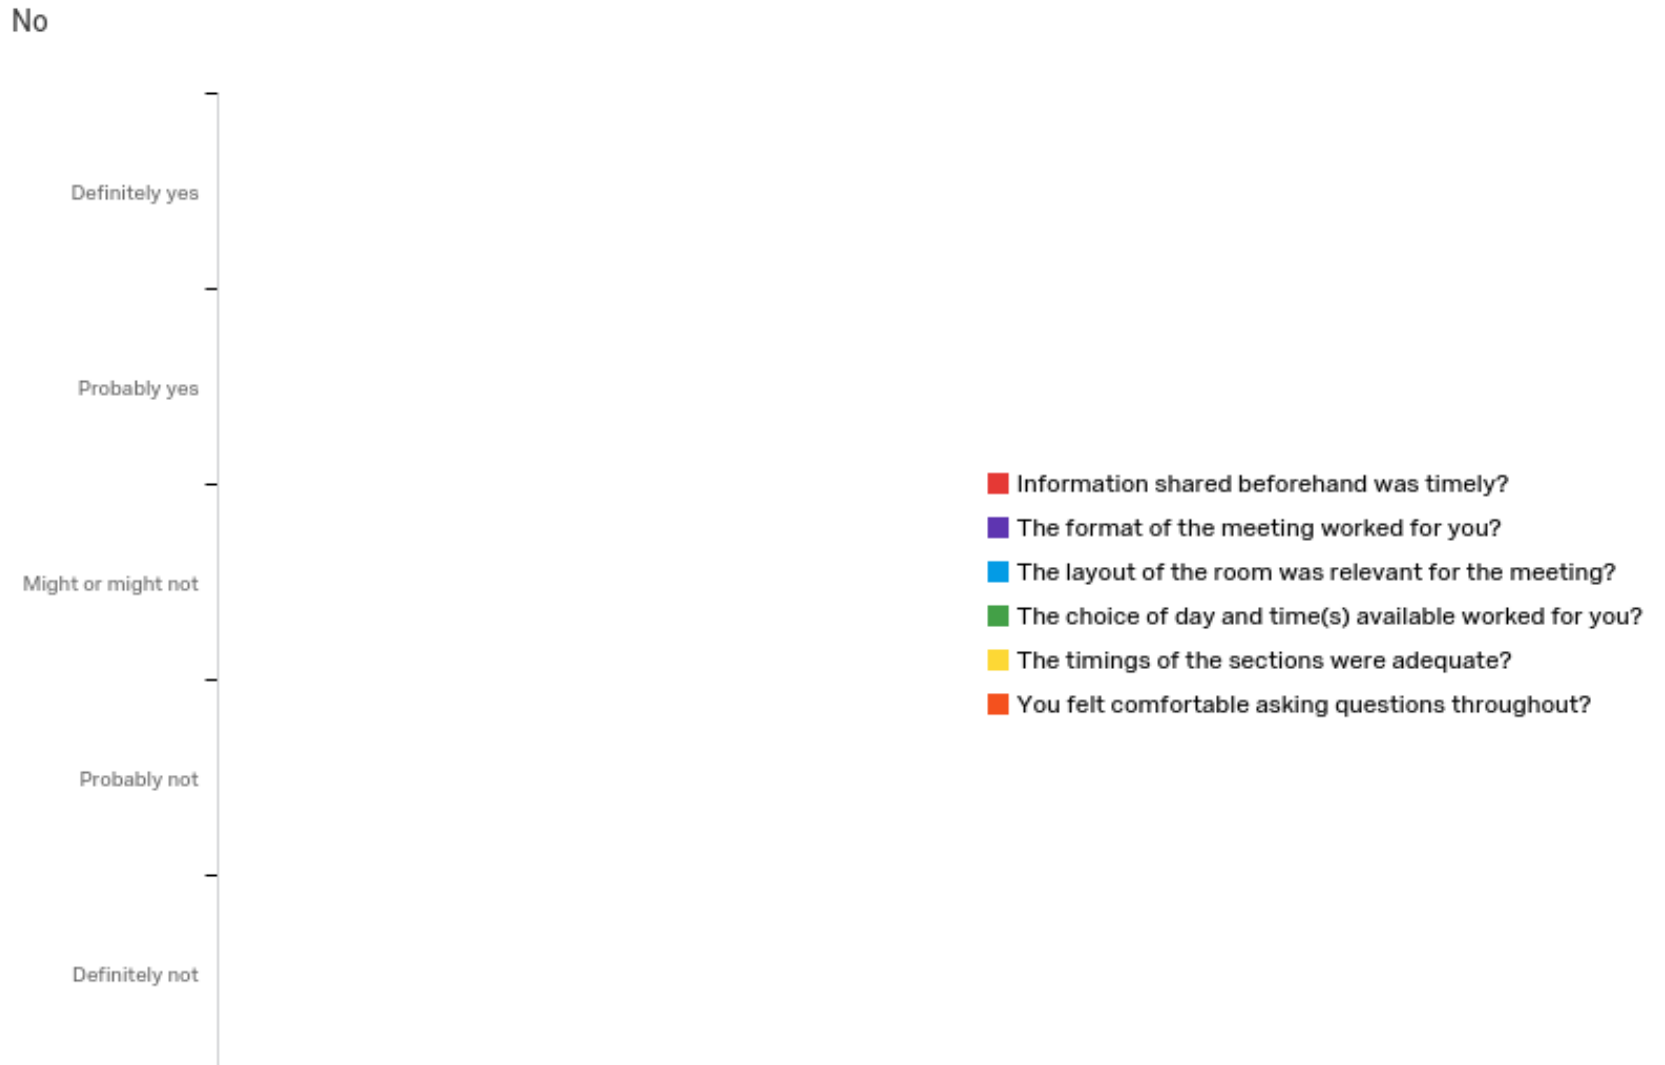 No
Definitely yes
Probably yes
Might or might not
Probably not
Definitely not
Information shared beforehand was timely?
The format of the meeting worked for you?
The layout of the room was relevant for the meeting?
The choice of day and time(s) available worked for you?
The timings of the sections were adequate?
You felt comfortable asking questions throughout?